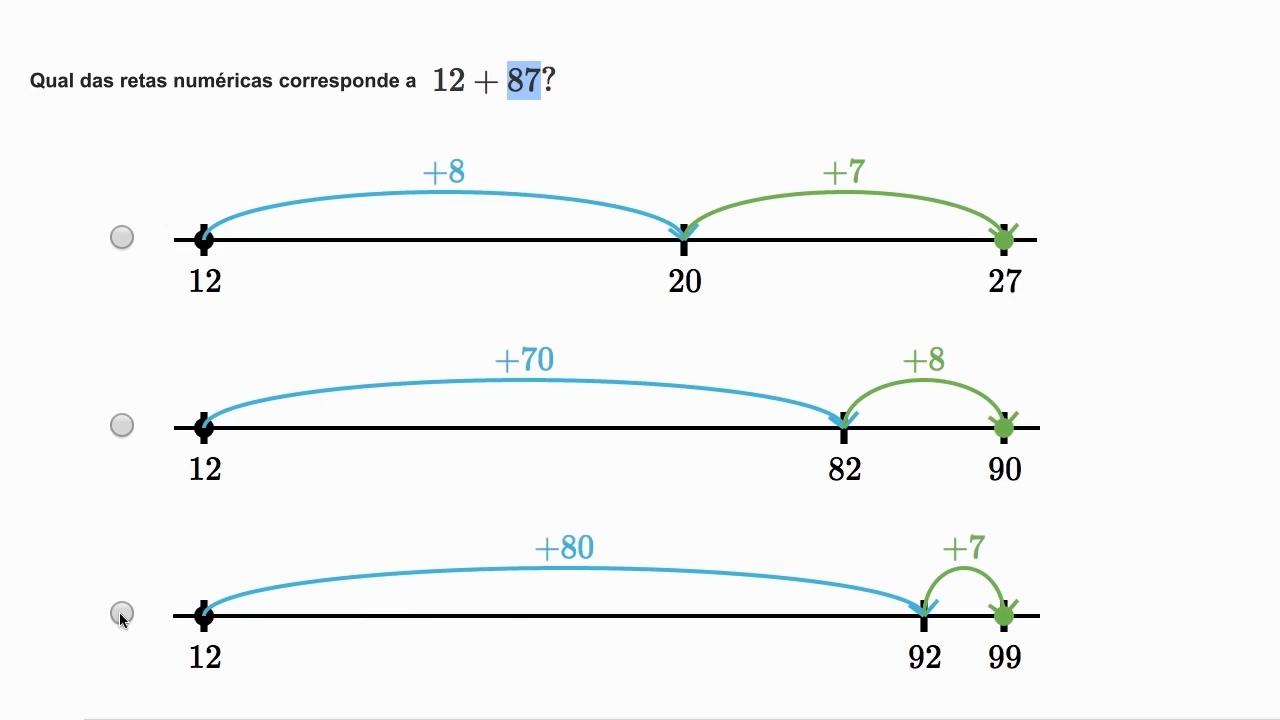 Qual das retas numéricas corresponde a 12 + 87?
+8 +7
12 20 27
+70 +8
12 82 90
+80 +7
12 92 99